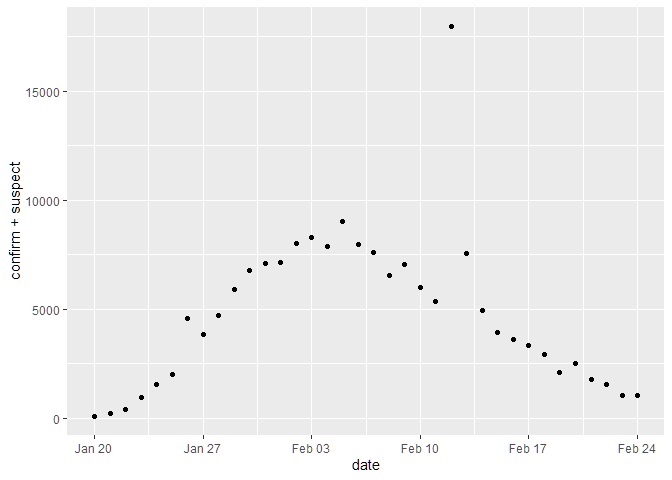 15000
10000
5000
0
confirm + suspect
Jan 20
Jan 27
Feb 03
Feb 10
Feb 17
Feb 24
date